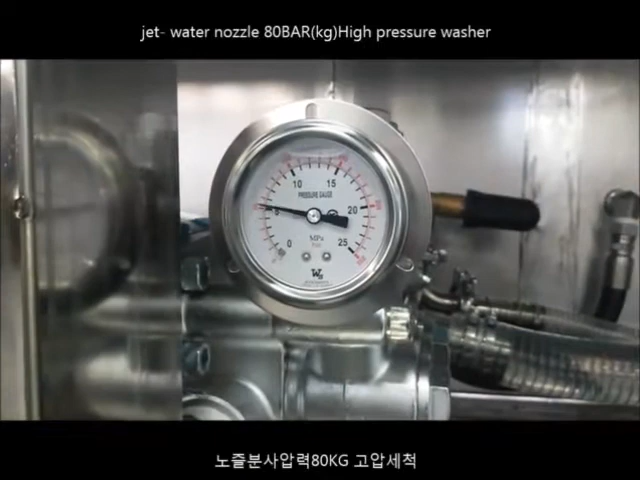 jet- water nozzle 80BAR(kg)High pressure washer
10 15
PRESSURE GAUGE
5 20
MPa
0 25
노즐분사압력80KG 고압세척